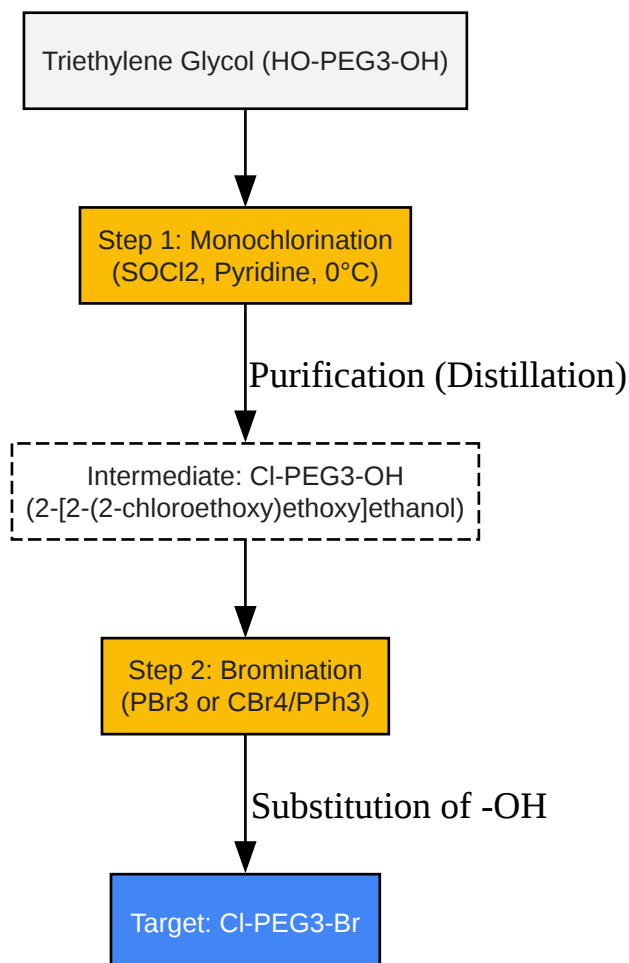 Triethylene Glycol (HO-PEG3-OH)
Step 1: Monochlorination
(SOCl2, Pyridine, 0°C)
Purification (Distillation)
Intermediate: Cl-PEG3-OH
(2-[2-(2-chloroethoxy)ethoxy]ethanol)
Step 2: Bromination
(PBr3 or CBr4/PPh3)
Substitution of -OH
Target: Cl-PEG3-Br